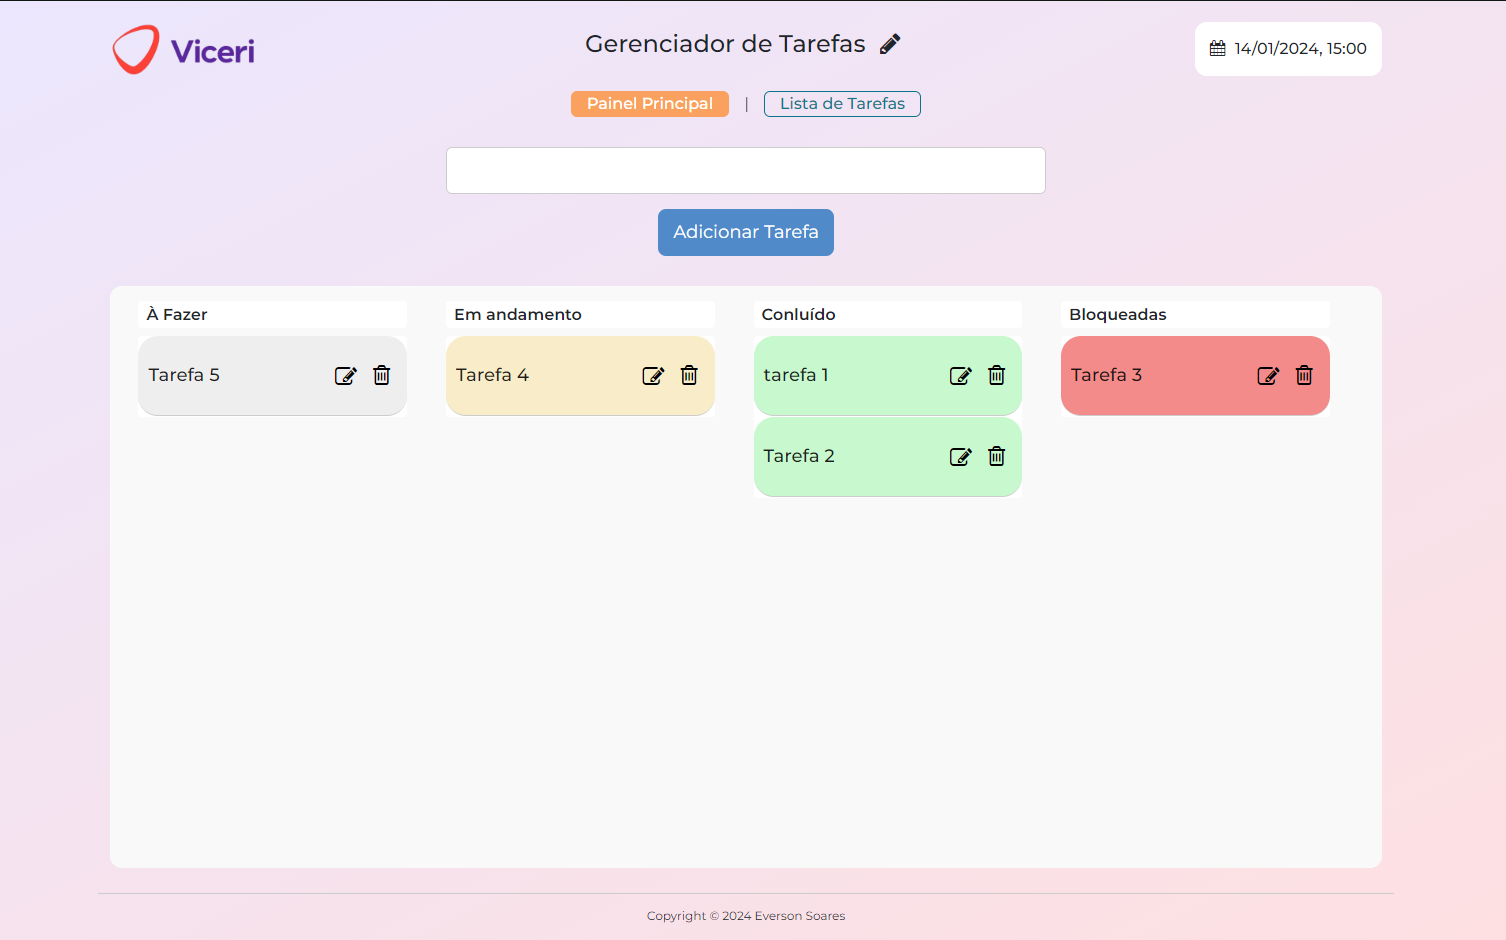 Viceri
Gerenciador de Tarefas
14/01/2024, 15:00
Painel Principal | Lista de Tarefas
Adicionar Tarefa
À Fazer
Tarefa 5
Em andamento
Tarefa 4
Conluído
tarefa 1
Tarefa 2
Bloqueadas
Tarefa 3
Copyright © 2024 Everson Soares